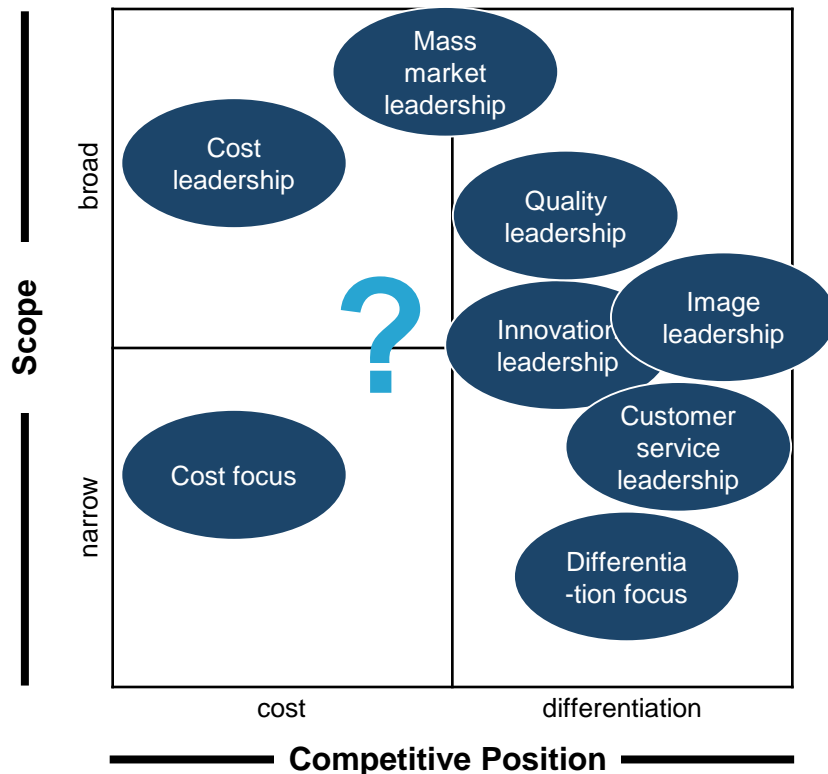 Mass
market
leadership
Cost
leadership
Quality
leadership
Image
leadership
Innovation
leadership
?
Customer
service
leadership
Cost focus
Differentia
-tion focus
broad
Scope
narrow
cost
differentiation
Competitive Position